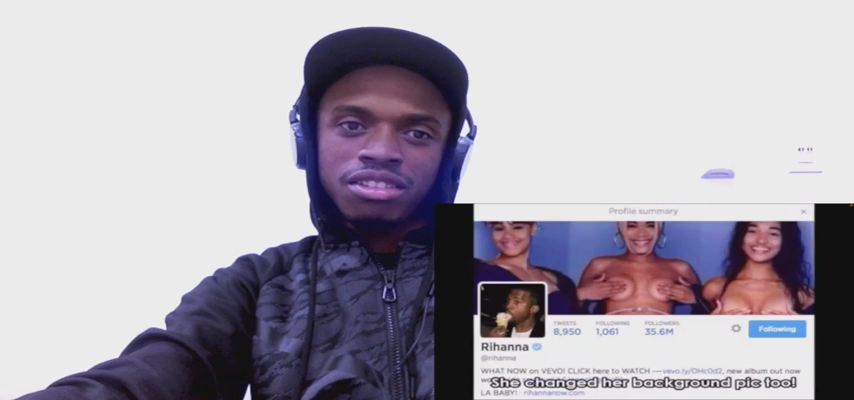 Profile summary
TWEETS
8,950
FOLLOWING
1,061
FOLLOWERS
35.6M
Following
Rihanna
@rihanna
WHAT NOW on VEVO! CLICK here to WATCH — vevo.ly/OHc0d2, new album out now
She changed her background pic too!
LA BABY! · rihannanow.com